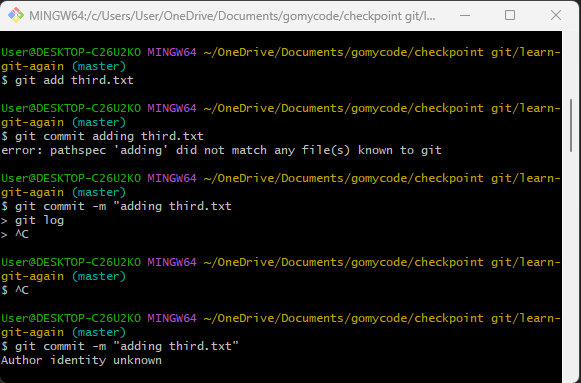 MINGW64:/c/Users/User/OneDrive/Documents/gomycode/checkpoint git/l...
User@DESKTOP-C26U2KO MINGW64 ~/OneDrive/Documents/gomycode/checkpoint git/learn-
git-again (master)
$ git add third.txt
User@DESKTOP-C26U2KO MINGW64 ~/OneDrive/Documents/gomycode/checkpoint git/learn-
git-again (master)
$ git commit adding third.txt
error: pathspec 'adding' did not match any file(s) known to git
User@DESKTOP-C26U2KO MINGW64 ~/OneDrive/Documents/gomycode/checkpoint git/learn-
git-again (master)
$ git commit -m "adding third.txt
> git log
> ^C
User@DESKTOP-C26U2KO MINGW64 ~/OneDrive/Documents/gomycode/checkpoint git/learn-
git-again (master)
$ ^C
User@DESKTOP-C26U2KO MINGW64 ~/OneDrive/Documents/gomycode/checkpoint git/learn-
git-again (master)
$ git commit -m "adding third.txt"
Author identity unknown